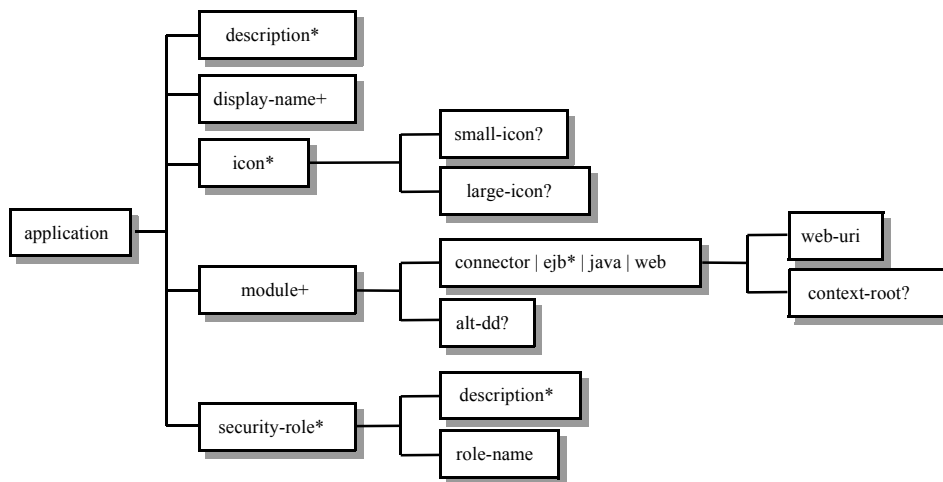 description*
display-name+
small-icon?
icon*
large-icon?
application
web-uri
connector | ejb* | java | web
module+
context-root?
alt-dd?
description*
security-role*
role-name